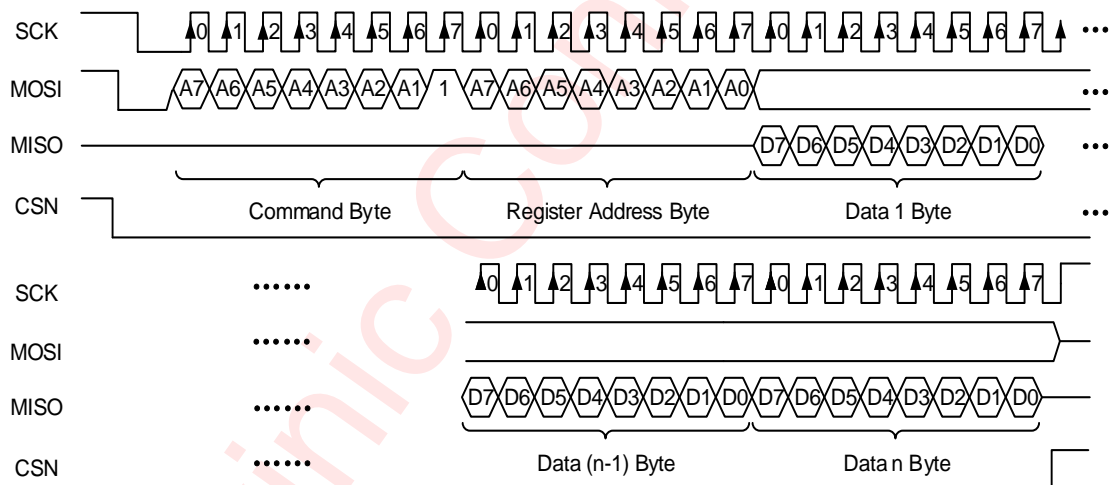 SCK 0 1 2 3 4 5 6 7 0 1 2 3 4 5 6 7 0 1 2 3 4 5 6 7 ...
MOSI A7 A6 A5 A4 A3 A2 A1 1 A7 A6 A5 A4 A3 A2 A1 A0 ...
MISO D7 D6 D5 D4 D3 D2 D1 D0 ...
Command Byte Register Address Byte Data 1 Byte
CSN ...
SCK ...... 0 1 2 3 4 5 6 7 0 1 2 3 4 5 6 7
MOSI ......
MISO ...... D7 D6 D5 D4 D3 D2 D1 D0 D7 D6 D5 D4 D3 D2 D1 D0
Data (n-1) Byte Data n Byte
CSN ......